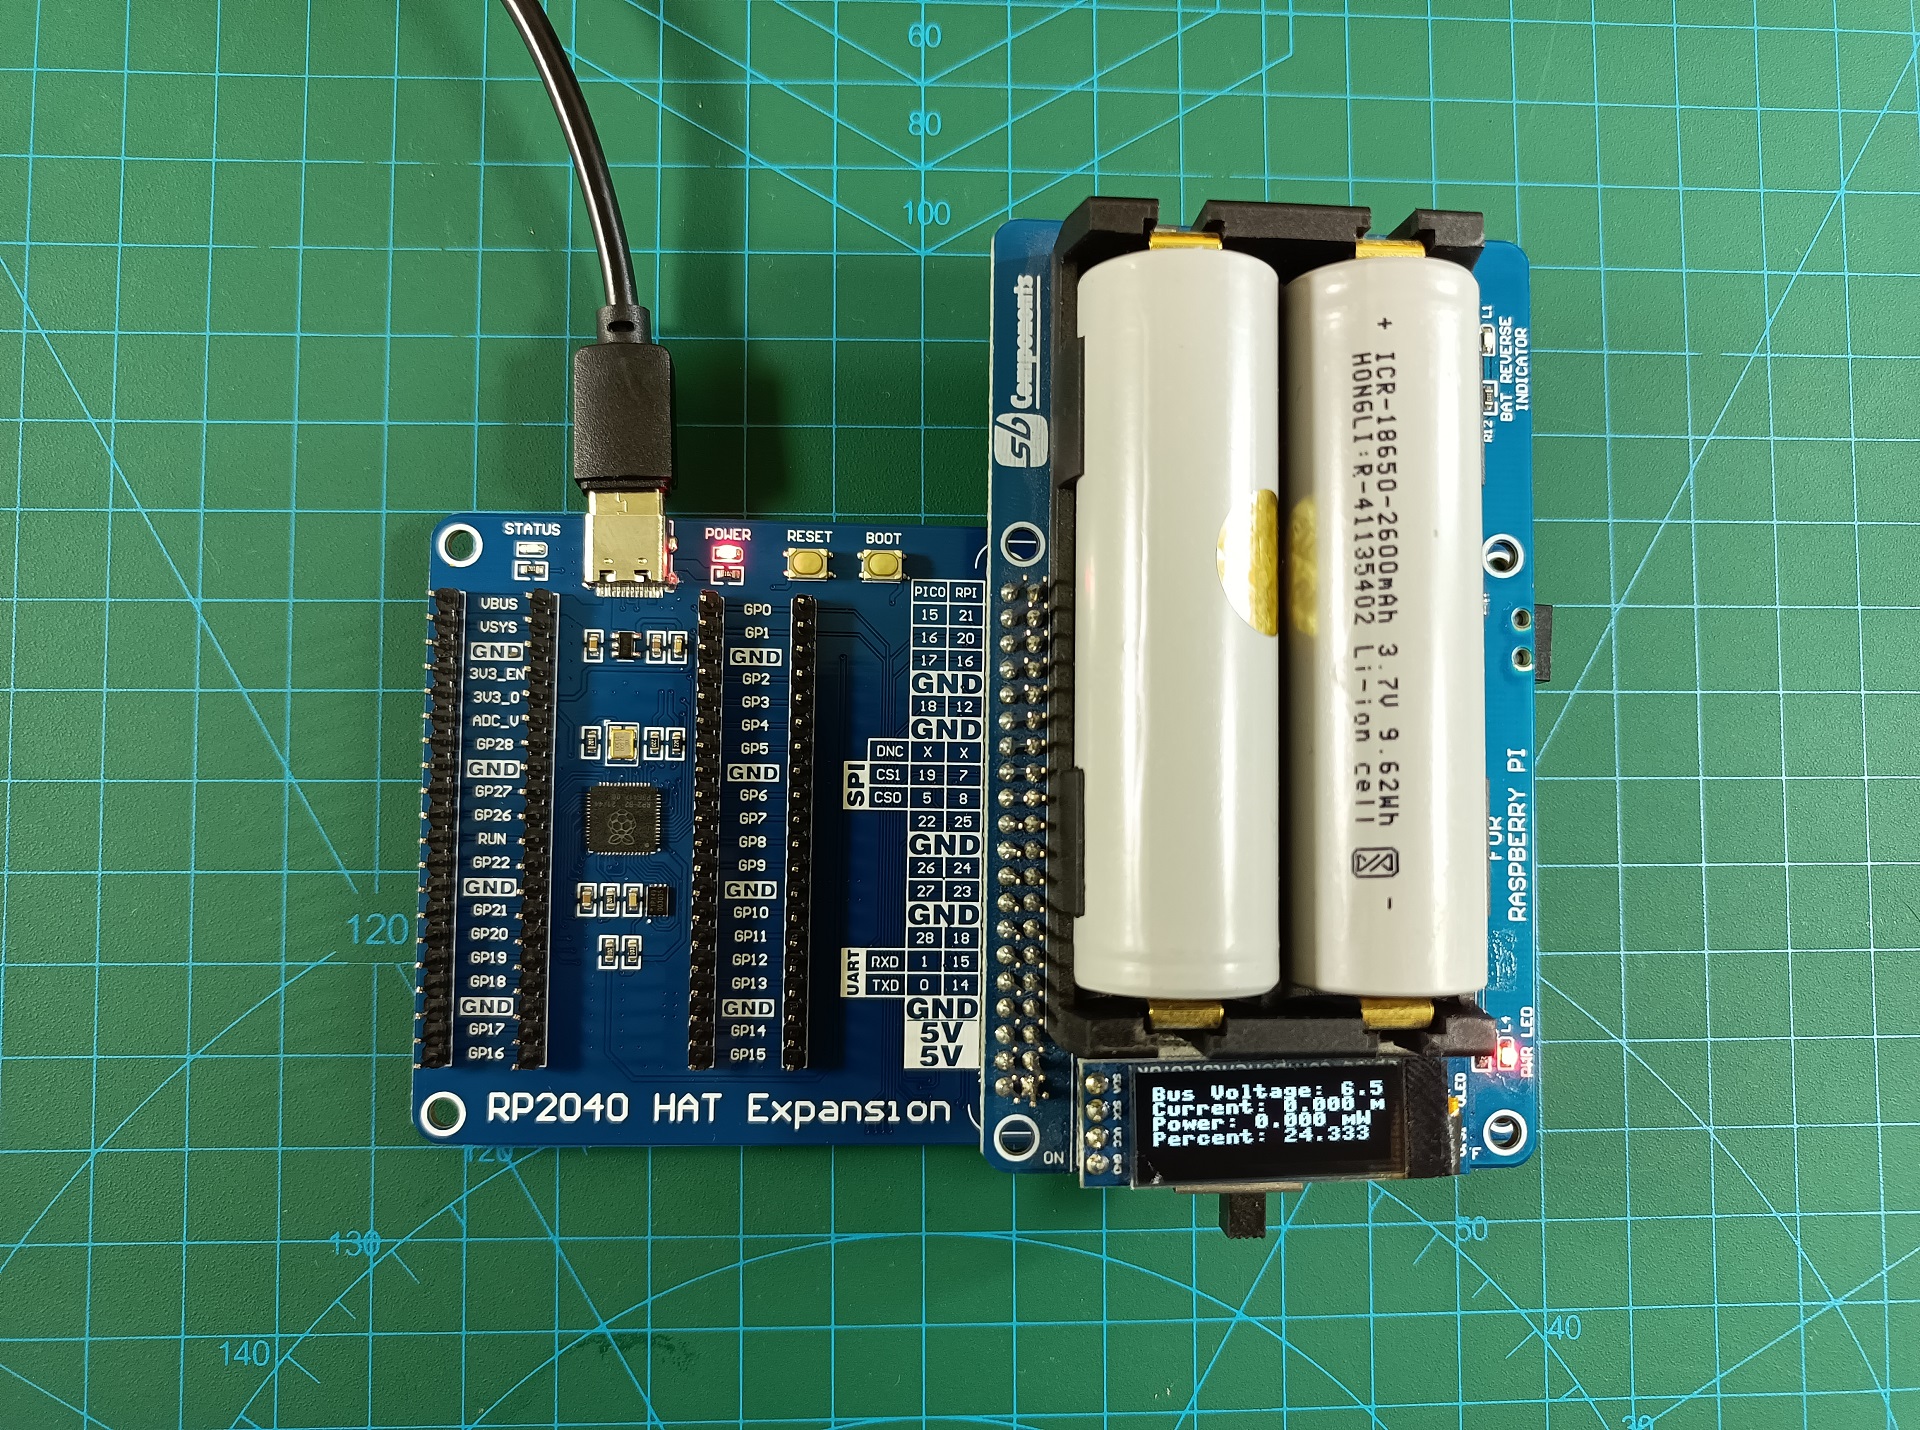 60
80
100
120
120
130
140
50
40
30
STATUS
POWER
RESET
BOOT
VBUS
VSYS
GND
3V3_EN
3V3_O
ADC_V
GP28
GND
GP27
GP26
RUN
GP22
GND
GP21
GP20
GP19
GP18
GND
GP17
GP16
GP0
GP1
GND
GP2
GP3
GP4
GP5
GND
GP6
GP7
GP8
GP9
GND
GP10
GP11
GP12
GP13
GND
GP14
GP15
PICO RPI
15 21
16 20
17 16
GND
18 12
GND
SPI
DNC X X
CS1 19 7
CS0 5 8
22 25
GND
26 24
27 23
GND
28 18
UART
RXD 1 15
TXD 0 14
GND
5V
5V
RP2040 HAT Expansion
sb Components
+ ICR-18650-2600mAh 3.7V 9.62Wh -
HONGLI:R-41135402 Li-ion cell
L1
R12
BAT REVERSE
INDICATOR
FOR
RASPBERRY PI
L4
PWR LED
ON
Bus Voltage: 6.5
Current: 0.000 m
Power: 0.000 mW
Percent: 24.333